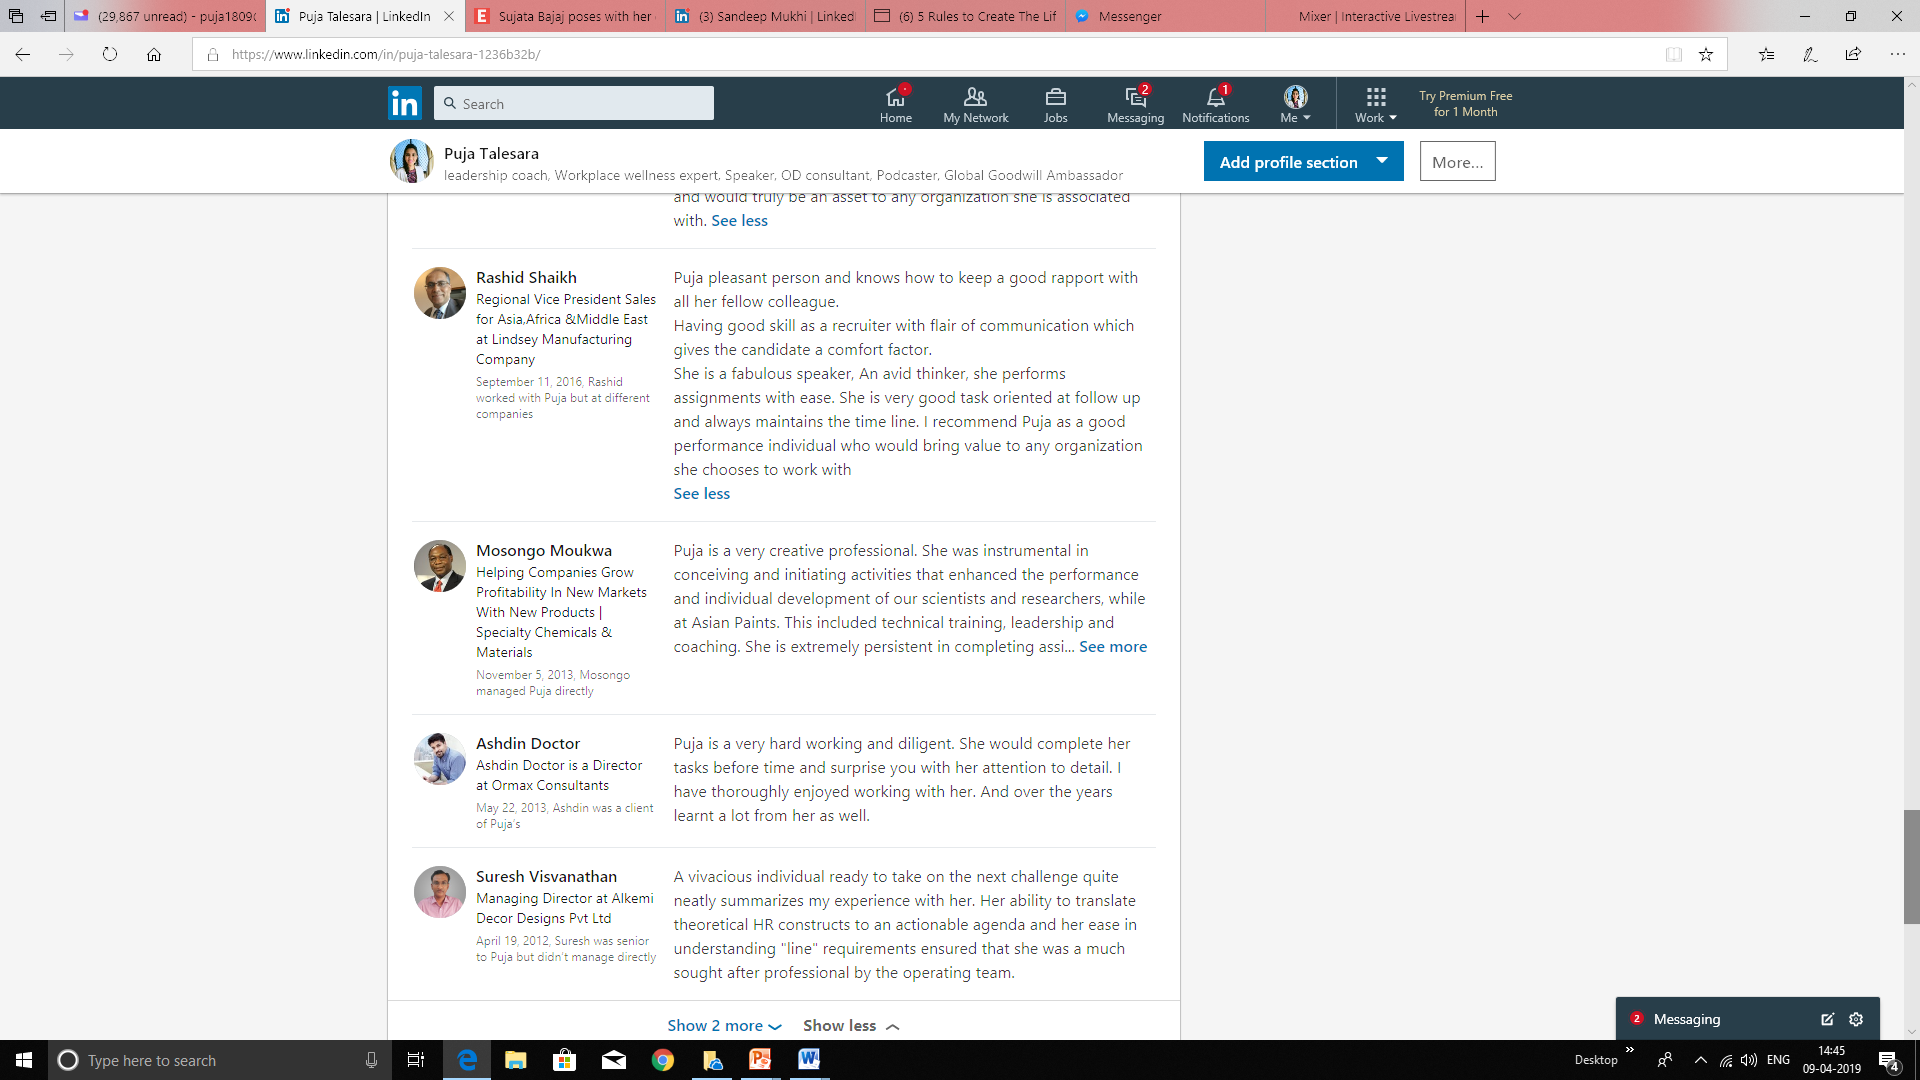 (29,867 unread) - puja1809
Puja Talesara | LinkedIn
Sujata Bajaj poses with her
(3) Sandeep Mukhi | Linked
(6) 5 Rules to Create The Lif
Messenger
Mixer | Interactive Livestrea
https://www.linkedin.com/in/puja-talesara-1236b32b/
in
Search
Home
My Network
Jobs
2
Messaging
1
Notifications
Me
Work
Try Premium Free
for 1 Month
Puja Talesara
leadership coach, Workplace wellness expert, Speaker, OD consultant, Podcaster, Global Goodwill Ambassador
Add profile section
More...
and would truly be an asset to any organization she is associated
with. See less
Rashid Shaikh
Regional Vice President Sales
for Asia,Africa &Middle East
at Lindsey Manufacturing
Company
September 11, 2016, Rashid
worked with Puja but at different
companies
Puja pleasant person and knows how to keep a good rapport with
all her fellow colleague.
Having good skill as a recruiter with flair of communication which
gives the candidate a comfort factor.
She is a fabulous speaker, An avid thinker, she performs
assignments with ease. She is very good task oriented at follow up
and always maintains the time line. I recommend Puja as a good
performance individual who would bring value to any organization
she chooses to work with
See less
Mosongo Moukwa
Helping Companies Grow
Profitability In New Markets
With New Products |
Specialty Chemicals &
Materials
November 5, 2013, Mosongo
managed Puja directly
Puja is a very creative professional. She was instrumental in
conceiving and initiating activities that enhanced the performance
and individual development of our scientists and researchers, while
at Asian Paints. This included technical training, leadership and
coaching. She is extremely persistent in completing assi... See more
Ashdin Doctor
Ashdin Doctor is a Director
at Ormax Consultants
May 22, 2013, Ashdin was a client
of Puja's
Puja is a very hard working and diligent. She would complete her
tasks before time and surprise you with her attention to detail. I
have thoroughly enjoyed working with her. And over the years
learnt a lot from her as well.
Suresh Visvanathan
Managing Director at Alkemi
Decor Designs Pvt Ltd
April 19, 2012, Suresh was senior
to Puja but didn't manage directly
A vivacious individual ready to take on the next challenge quite
neatly summarizes my experience with her. Her ability to translate
theoretical HR constructs to an actionable agenda and her ease in
understanding "line" requirements ensured that she was a much
sought after professional by the operating team.
Show 2 more
Show less
2 Messaging
Type here to search
Desktop
ENG
14:45
09-04-2019
4